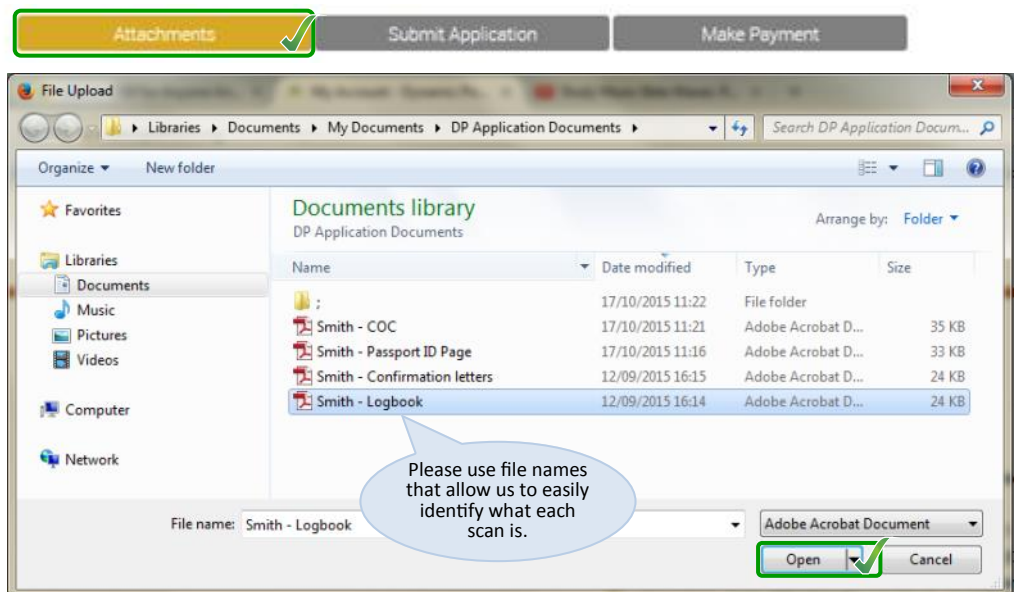 Attachments Submit Application Make Payment
File Upload
Libraries Documents My Documents DP Application Documents Search DP Application Docum...
Organize New folder
Favorites
Libraries
Documents
Music
Pictures
Videos
Computer
Network
Documents library
DP Application Documents
Arrange by: Folder
Name Date modified Type Size
; 17/10/2015 11:22 File folder
Smith - COC 17/10/2015 11:21 Adobe Acrobat D... 35 KB
Smith - Passport ID Page 17/10/2015 11:16 Adobe Acrobat D... 33 KB
Smith - Confirmation letters 12/09/2015 16:15 Adobe Acrobat D... 24 KB
Smith - Logbook 12/09/2015 16:14 Adobe Acrobat D... 24 KB
Please use file names
that allow us to easily
identify what each
scan is.
File name: Smith - Logbook Adobe Acrobat Document
Open Cancel